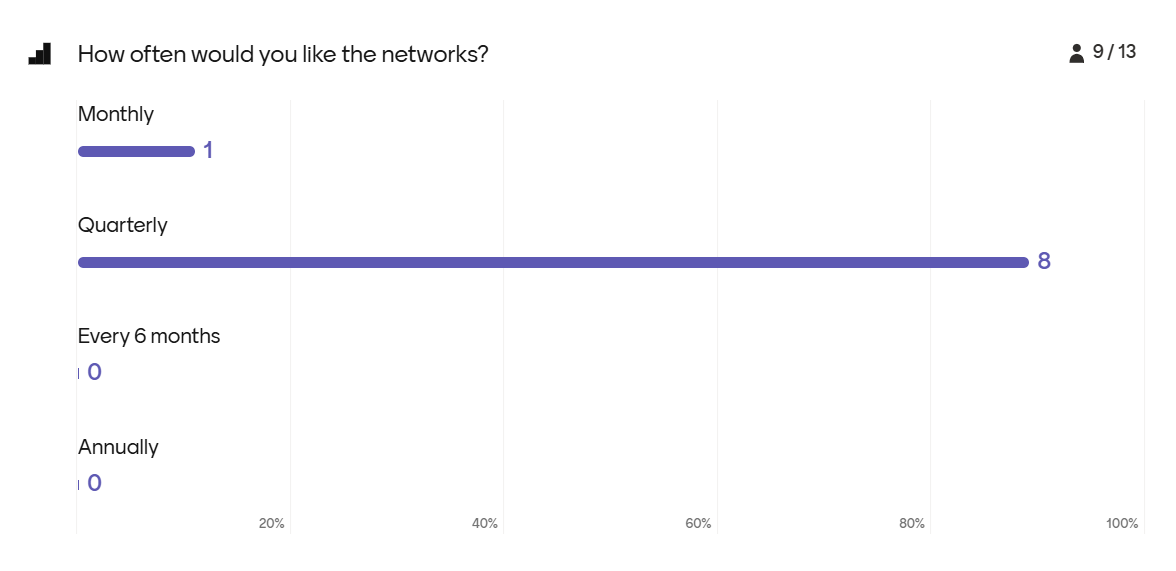 How often would you like the networks?
9 / 13
Monthly
1
Quarterly
8
Every 6 months
0
Annually
0
20% 40% 60% 80% 100%